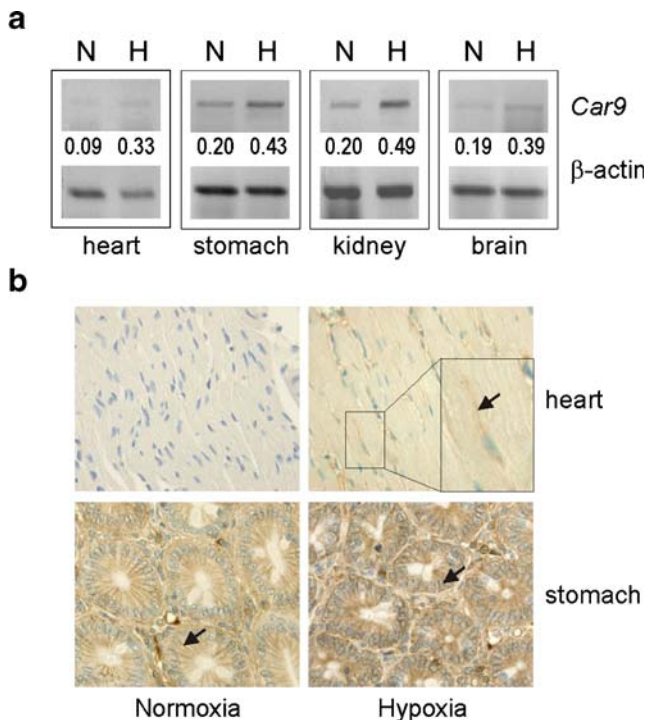 a
N H N H N H N H
Car9
0.09 0.33 0.20 0.43 0.20 0.49 0.19 0.39
β-actin
heart stomach kidney brain
b
heart
stomach
Normoxia Hypoxia